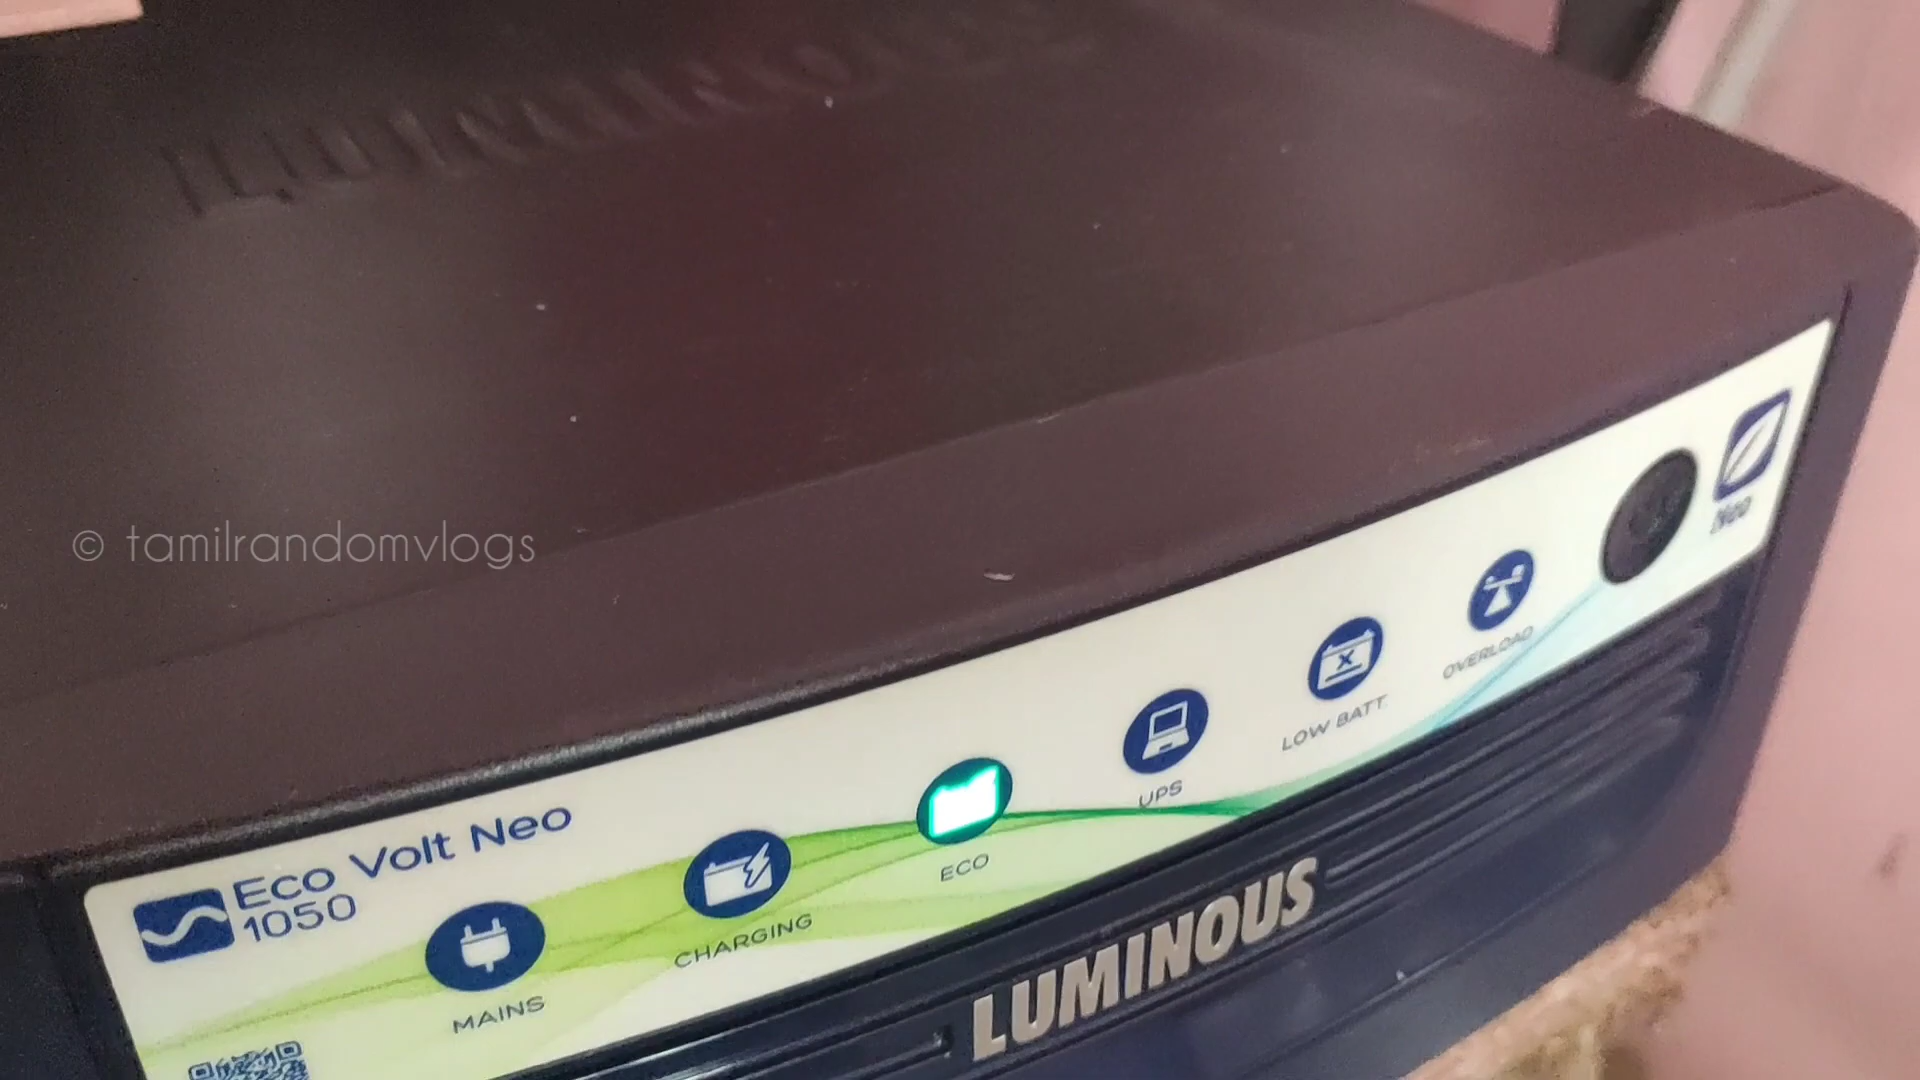 LUMINOUS
© tamilrandomvlogs
Neo
OVERLOAD
LOW BATT.
UPS
ECO
Eco Volt Neo
1050
CHARGING
MAINS
LUMINOUS